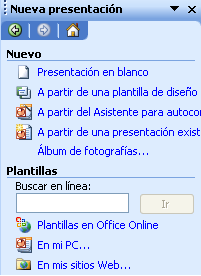 Nueva presentación
Nuevo
Presentación en blanco
A partir de una plantilla de diseño
A partir del Asistente para autocon
A partir de una presentación exist
Álbum de fotografías...
Plantillas
Buscar en línea:
Ir
Plantillas en Office Online
En mi PC...
En mis sitios Web...